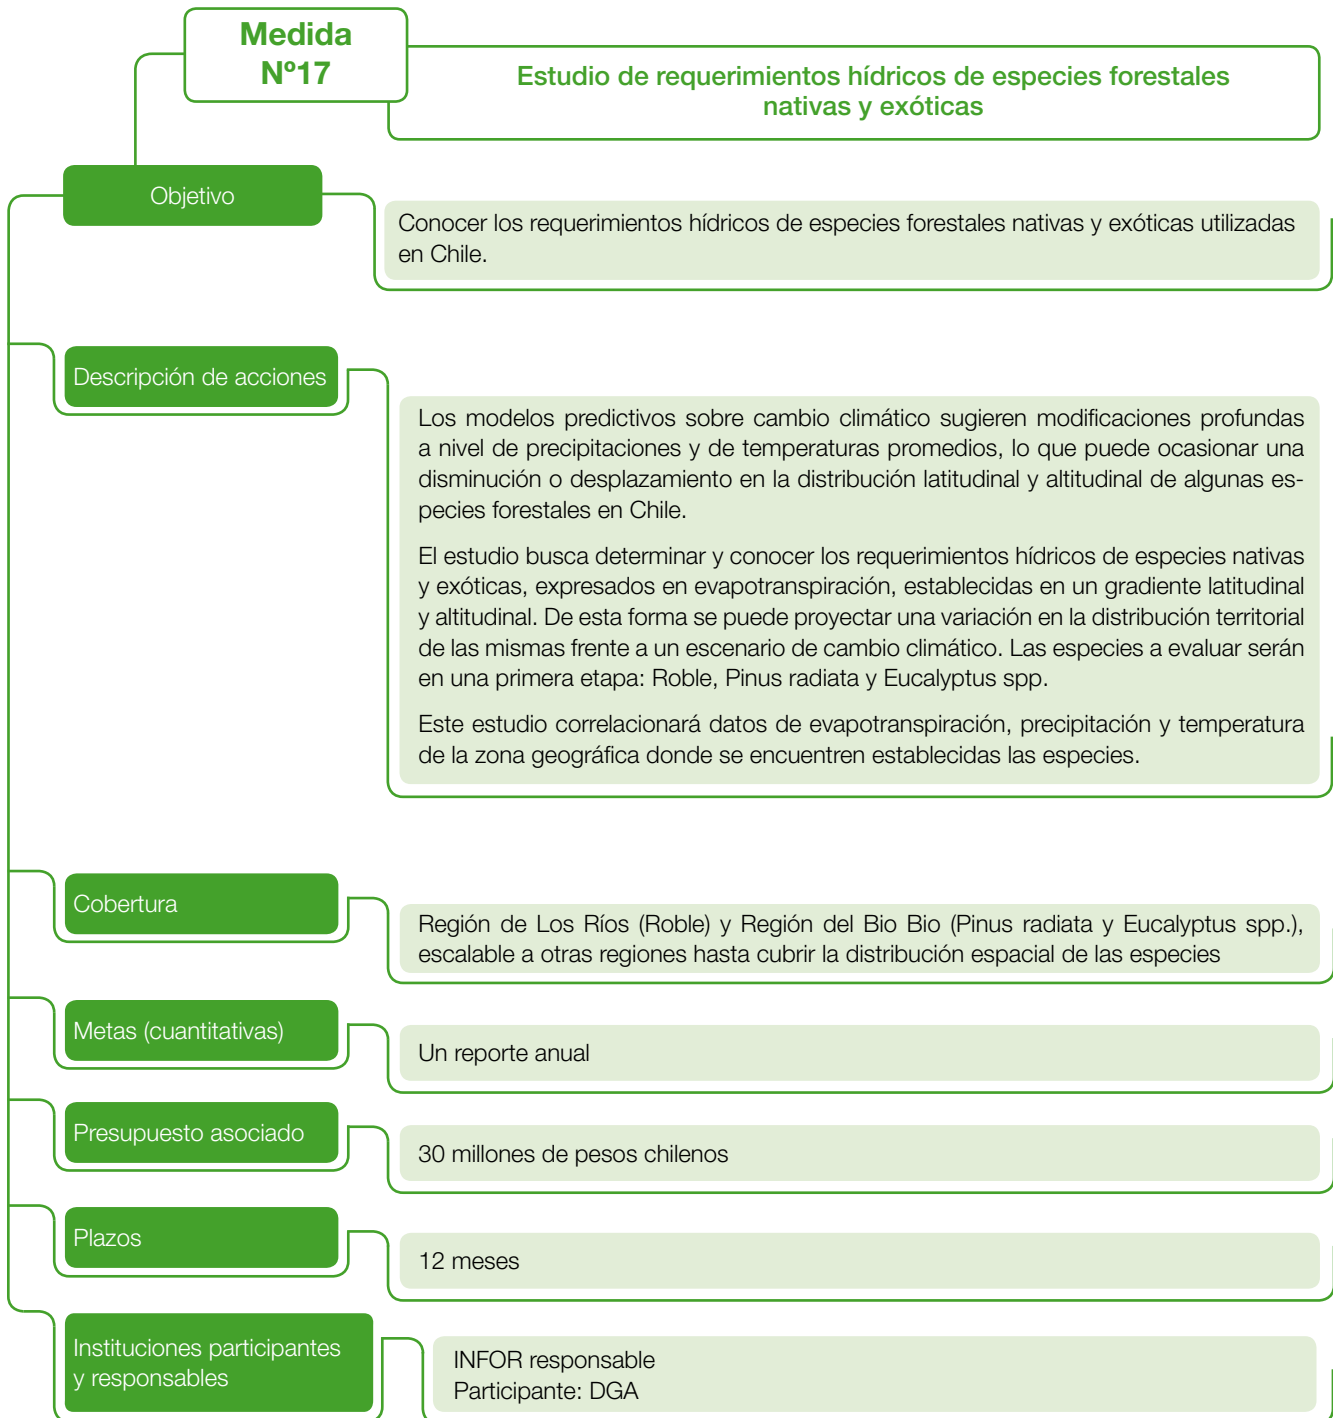 Medida
Nº17
Estudio de requerimientos hídricos de especies forestales
nativas y exóticas
Objetivo
Conocer los requerimientos hídricos de especies forestales nativas y exóticas utilizadas
en Chile.
Descripción de acciones
Los modelos predictivos sobre cambio climático sugieren modificaciones profundas
a nivel de precipitaciones y de temperaturas promedios, lo que puede ocasionar una
disminución o desplazamiento en la distribución latitudinal y altitudinal de algunas es-
pecies forestales en Chile.
El estudio busca determinar y conocer los requerimientos hídricos de especies nativas
y exóticas, expresados en evapotranspiración, establecidas en un gradiente latitudinal
y altitudinal. De esta forma se puede proyectar una variación en la distribución territorial
de las mismas frente a un escenario de cambio climático. Las especies a evaluar serán
en una primera etapa: Roble, Pinus radiata y Eucalyptus spp.
Este estudio correlacionará datos de evapotranspiración, precipitación y temperatura
de la zona geográfica donde se encuentren establecidas las especies.
Cobertura
Región de Los Ríos (Roble) y Región del Bio Bio (Pinus radiata y Eucalyptus spp.),
escalable a otras regiones hasta cubrir la distribución espacial de las especies
Metas (cuantitativas)
Un reporte anual
Presupuesto asociado
30 millones de pesos chilenos
Plazos
12 meses
Instituciones participantes
y responsables
INFOR responsable
Participante: DGA